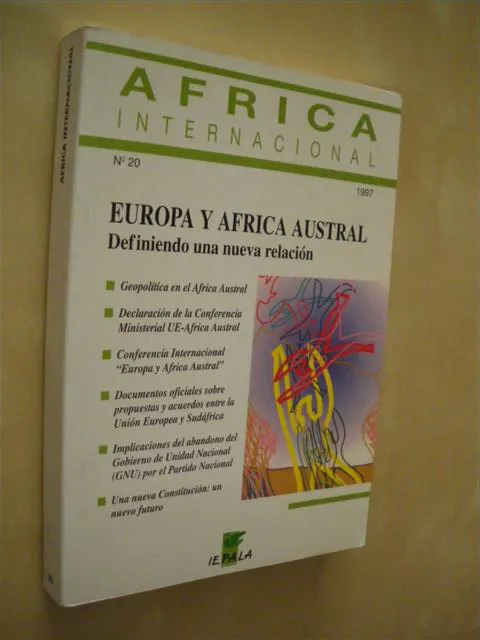 AFRICA INTERNACIONAL
AFRICA
INTERNACIONAL
Nº 20
1997
EUROPA Y AFRICA AUSTRAL
Definiendo una nueva relación
Geopolítica en el Africa Austral
Declaración de la Conferencia
Ministerial UE-Africa Austral
Conferencia Internacional
“Europa y Africa Austral”
Documentos oficiales sobre
propuestas y acuerdos entre la
Unión Europea y Sudáfrica
Implicaciones del abandono del
Gobierno de Unidad Nacional
(GNU) por el Partido Nacional
Una nueva Constitución: un
nuevo futuro
IEPALA